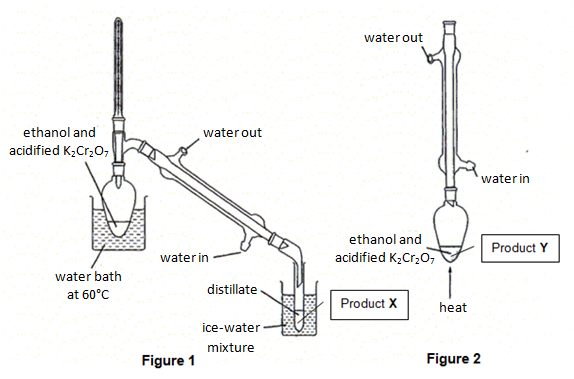 ethanol and
acidified K₂Cr₂O₇
water out
water bath
at 60°C
water in
distillate
ice-water
mixture
Product X
Figure 1
water out
water in
ethanol and
acidified K₂Cr₂O₇
Product Y
heat
Figure 2